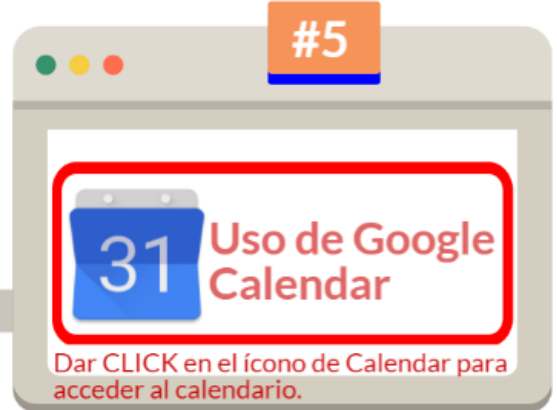 #5
31
Uso de Google
Calendar
Dar CLICK en el ícono de Calendar para
acceder al calendario.